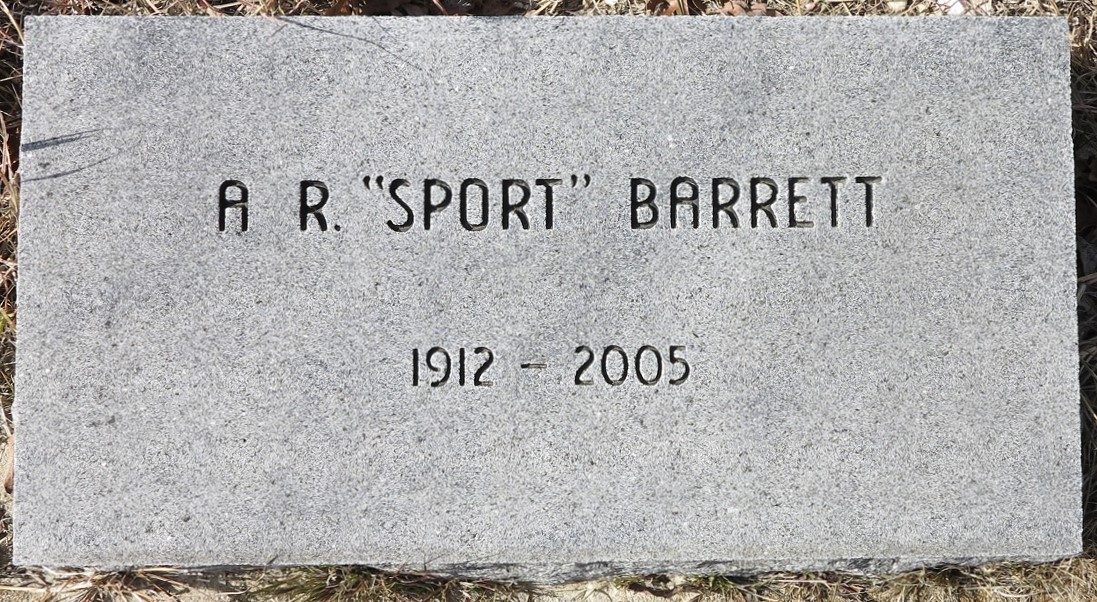 A R. “SPORT” BARRETT
1912 – 2005